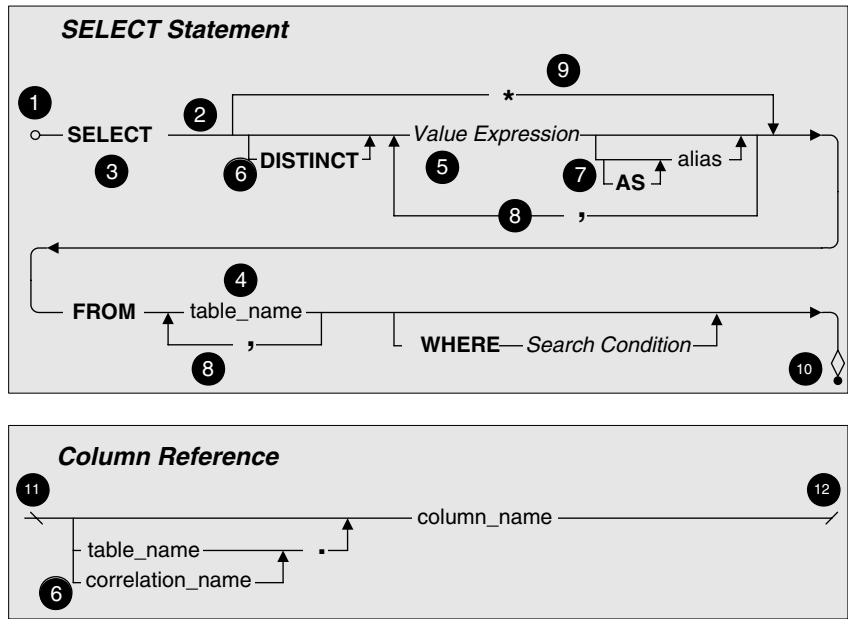 SELECT Statement
9
*
1
2
SELECT
Value Expression
3
6
DISTINCT
5
7
AS
alias
8
,
4
FROM
table_name
WHERE
Search Condition
,
8
10
Column Reference
11
12
column_name
table_name
.
correlation_name
6